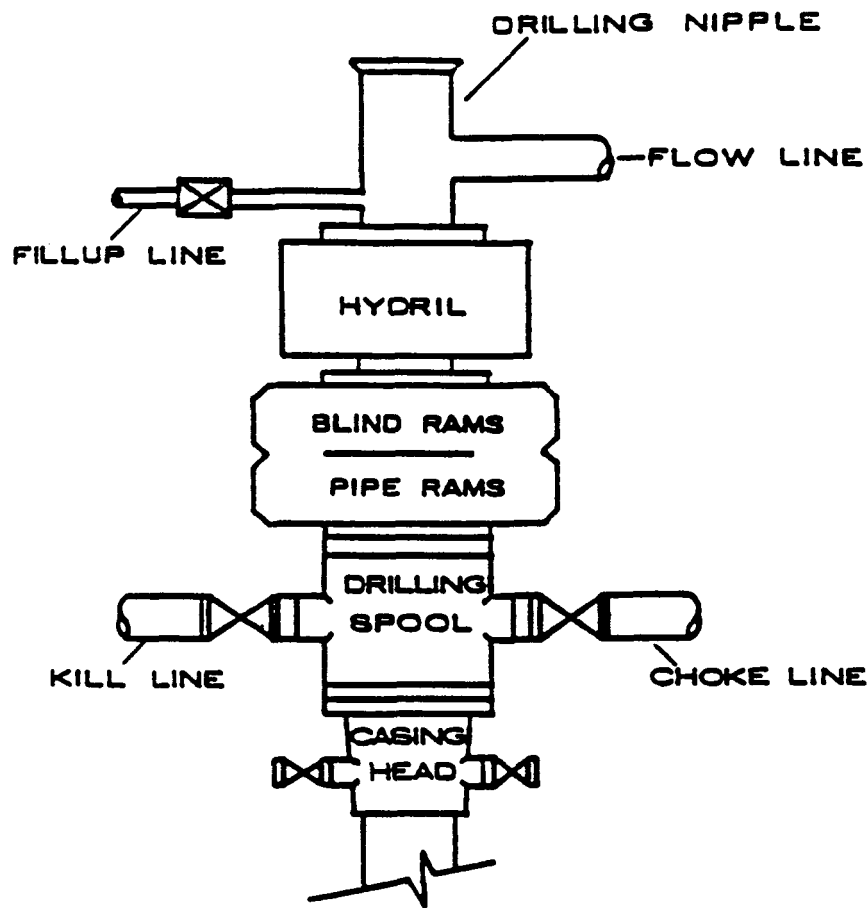 DRILLING NIPPLE
FLOW LINE
FILLUP LINE
HYDRIL
BLIND RAMS
PIPE RAMS
DRILLING
SPOOL
KILL LINE
CHOKE LINE
CASING
HEAD